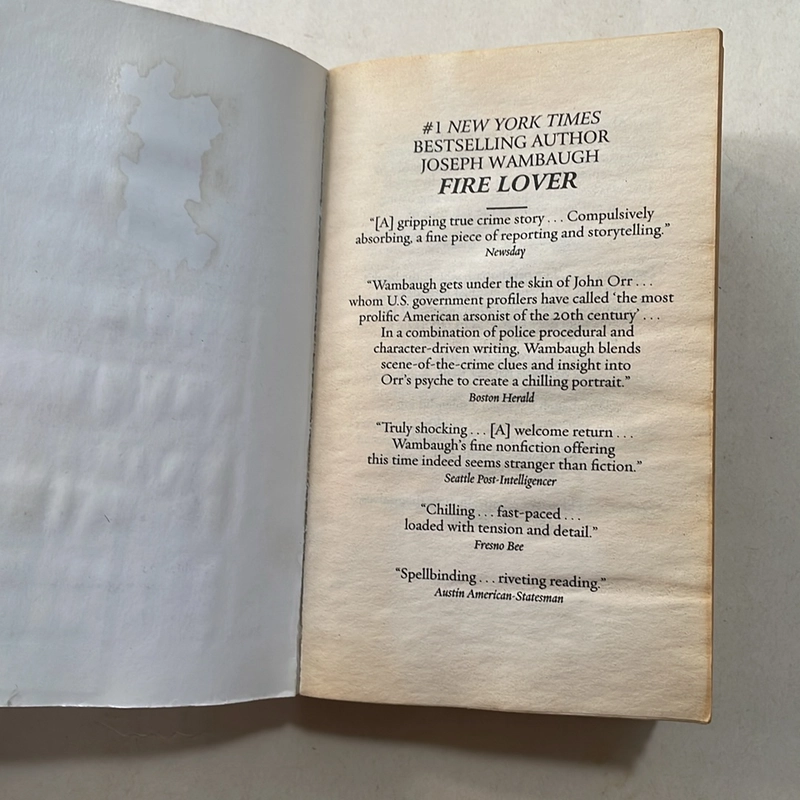 #1 NEW YORK TIMES
BESTSELLING AUTHOR
JOSEPH WAMBAUGH
FIRE LOVER
“[A] gripping true crime story . . . Compulsively
absorbing, a fine piece of reporting and storytelling.”
Newsday
“Wambaugh gets under the skin of John Orr . . .
whom U.S. government profilers have called ‘the most
prolific American arsonist of the 20th century’ . . .
In a combination of police procedural and
character-driven writing, Wambaugh blends
scene-of-the-crime clues and insight into
Orr’s psyche to create a chilling portrait.”
Boston Herald
“Truly shocking . . . [A] welcome return . . .
Wambaugh’s fine nonfiction offering
this time indeed seems stranger than fiction.”
Seattle Post-Intelligencer
“Chilling . . . fast-paced . . .
loaded with tension and detail.”
Fresno Bee
“Spellbinding . . . riveting reading.”
Austin American-Statesman